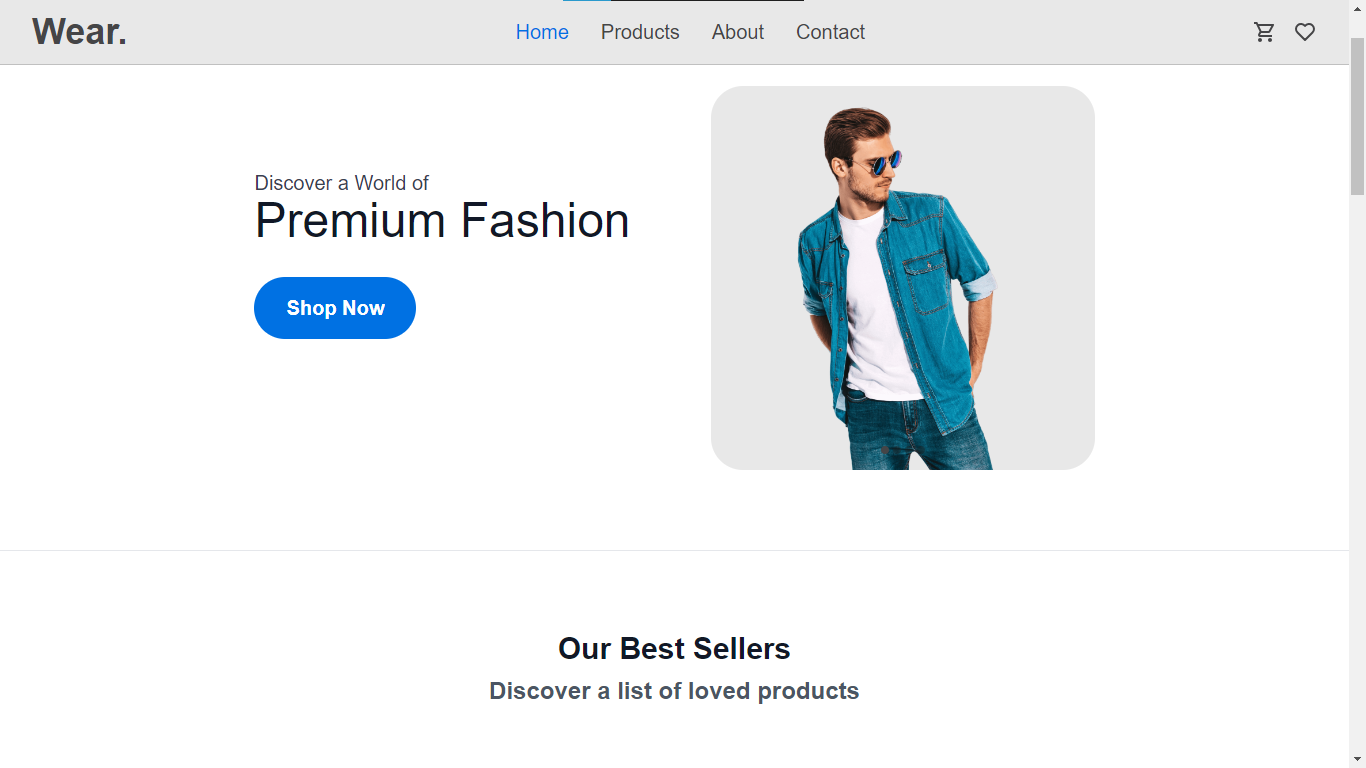 Wear.
Home Products About Contact
Discover a World of
Premium Fashion
Shop Now
Our Best Sellers
Discover a list of loved products